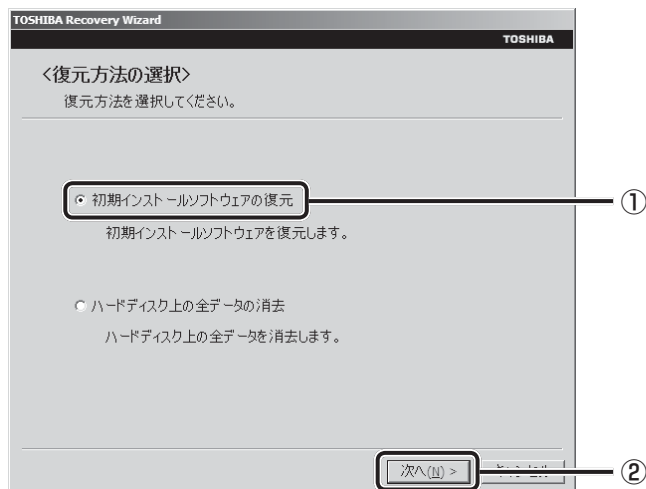 TOSHIBA Recovery Wizard
TOSHIBA
<復元方法の選択>
復元方法を選択してください。
初期インストールソフトウェアの復元
①
初期インストールソフトウェアを復元します。
ハードディスク上の全データの消去
ハードディスク上の全データを消去します。
次へ(N) >
②